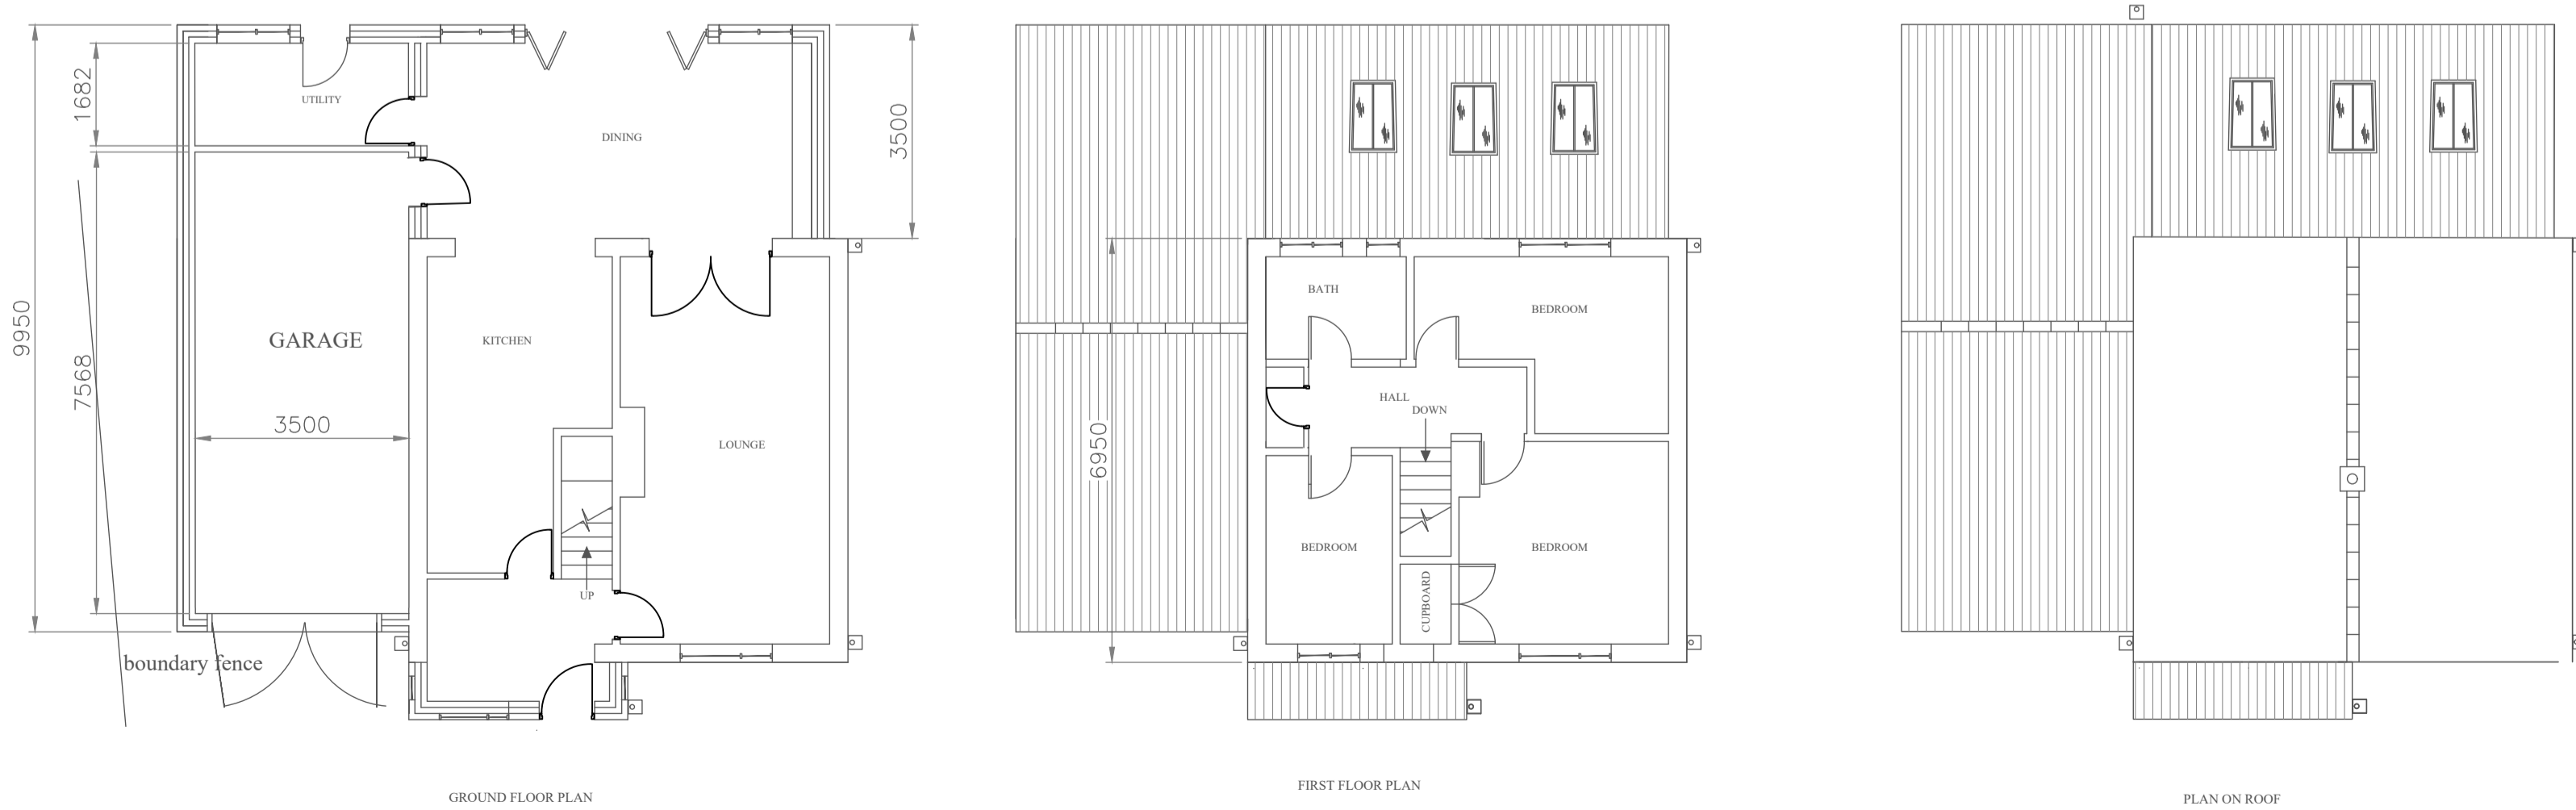 9950
1682
7568
UTILITY
DINING
3500
GARAGE
KITCHEN
3500
LOUNGE
UP
boundary fence
GROUND FLOOR PLAN
6950
BATH
BEDROOM
HALL
DOWN
BEDROOM
BEDROOM
CUPBOARD
FIRST FLOOR PLAN
PLAN ON ROOF